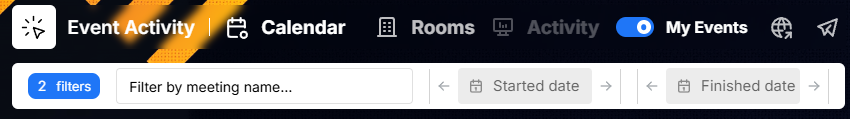 Event Activity Calendar Rooms Activity My Events
2 filters Filter by meeting name... Started date Finished date